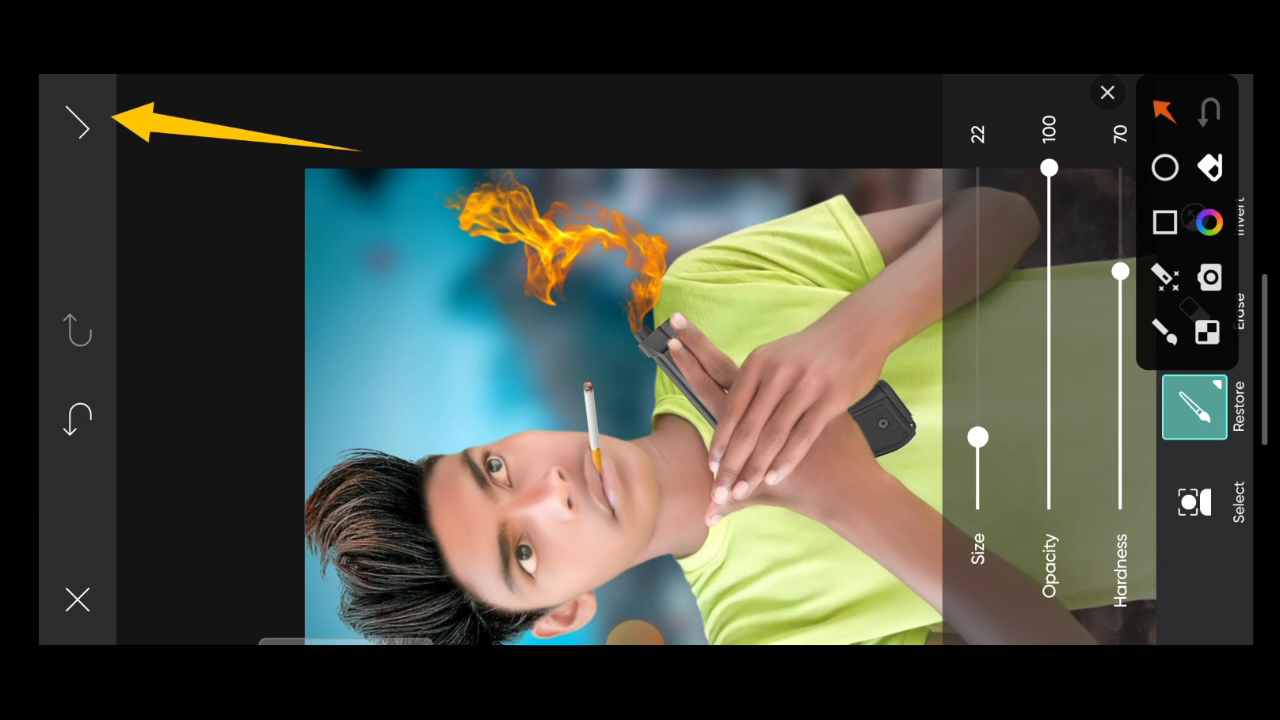 Size 22
Opacity 100
Hardness 70
Select
Restore
Erase
Invert